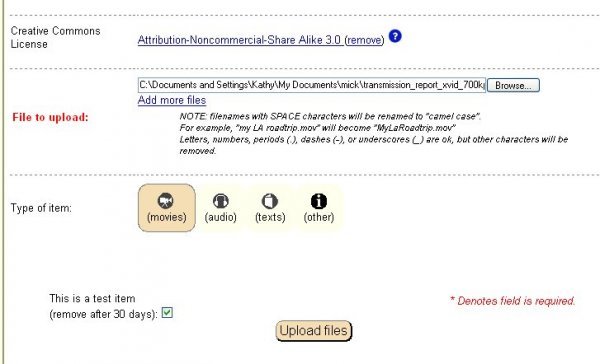 Creative Commons
License
Attribution-Noncommercial-Share Alike 3.0 (remove) ?
C:\Documents and Settings\Kathy\My Documents\mick\transmission_report_xvid_700k Browse...
Add more files
File to upload:
NOTE: filenames with SPACE characters will be renamed to "camel case".
For example, "my LA roadtrip.mov" will become "MyLaRoadtrip.mov"
Letters, numbers, periods (.), dashes (-), or underscores (_) are ok, but other characters will be
removed.
Type of item:
(movies) (audio) (texts) (other)
This is a test item
(remove after 30 days):
* Denotes field is required.
Upload files